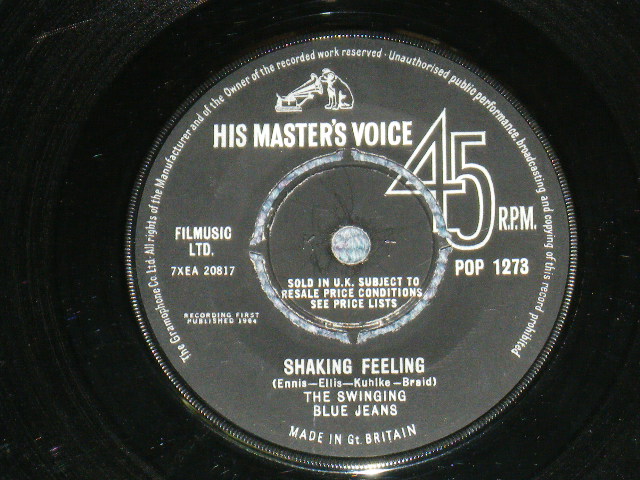 The Gramophone Co. Ltd · All rights of the Manufacturer and of the Owner of the recorded work reserved · Unauthorised public performance, broadcasting and copying of this record prohibited
HIS MASTER'S VOICE
45
R.P.M.
FILMUSIC
LTD.
7XEA 20817
POP 1273
SOLD IN U.K. SUBJECT TO
RESALE PRICE CONDITIONS,
SEE PRICE LISTS
RECORDING FIRST
PUBLISHED 1964
SHAKING FEELING
(Ennis—Ellis—Kuhlke—Braid)
THE SWINGING
BLUE JEANS
MADE IN Gt. BRITAIN